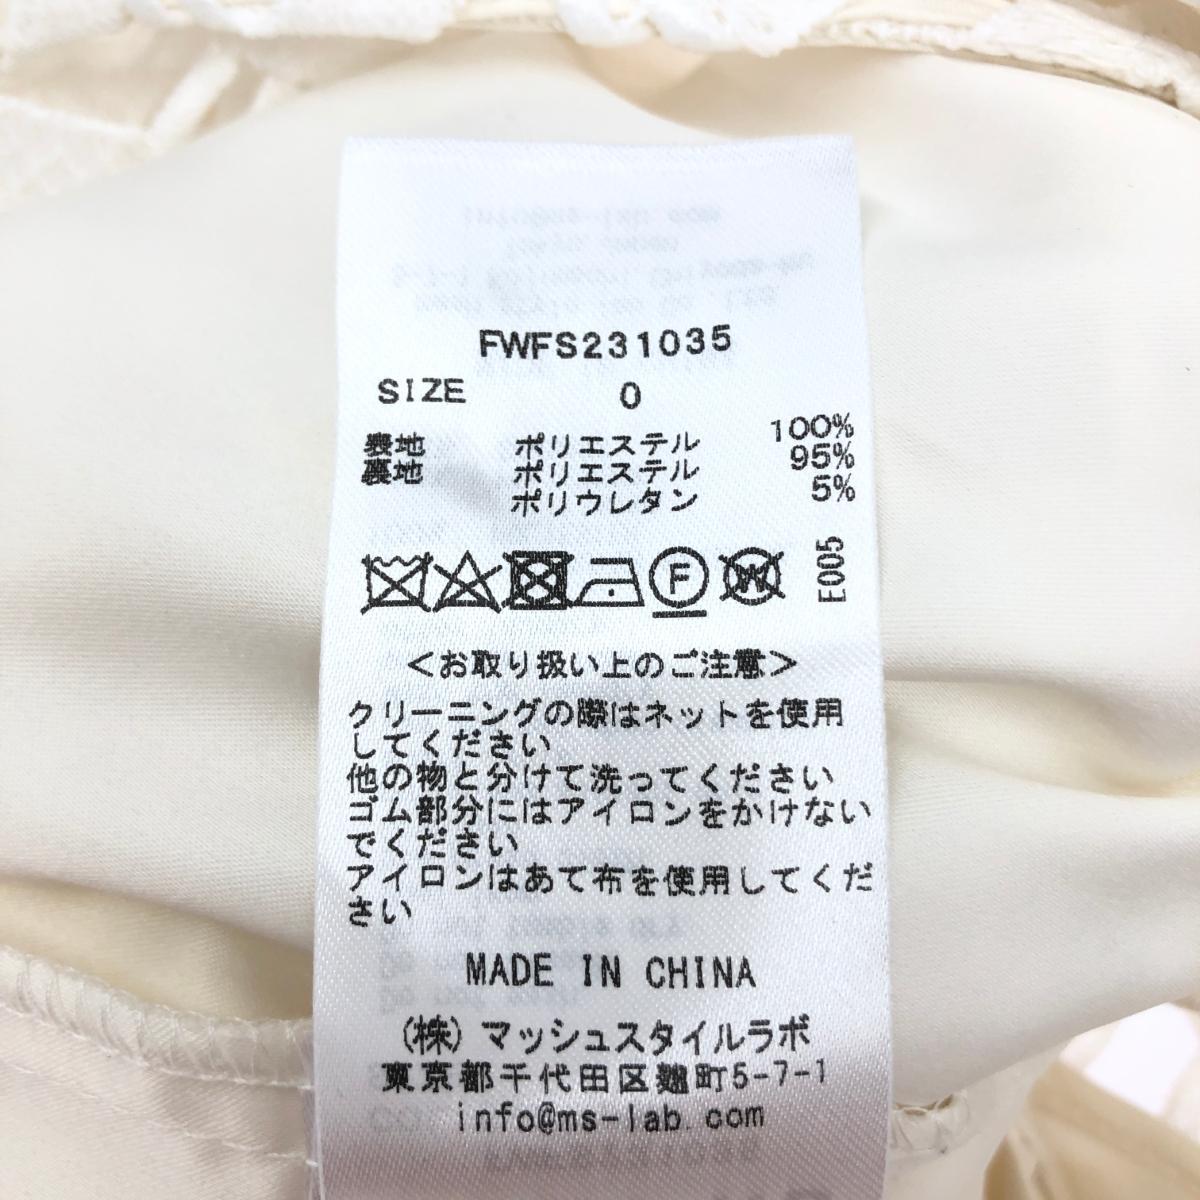 FWFS231035
SIZE 0
表地 ポリエステル 100%
裏地 ポリエステル 95%
ポリウレタン 5%
F W E005
<お取り扱い上のご注意>
クリーニングの際はネットを使用
してください
他の物と分けて洗ってください
ゴム部分にはアイロンをかけない
でください
アイロンはあて布を使用してくだ
さい
MADE IN CHINA
(株)マッシュスタイルラボ
東京都千代田区麹町5-7-1
info@ms-lab.com